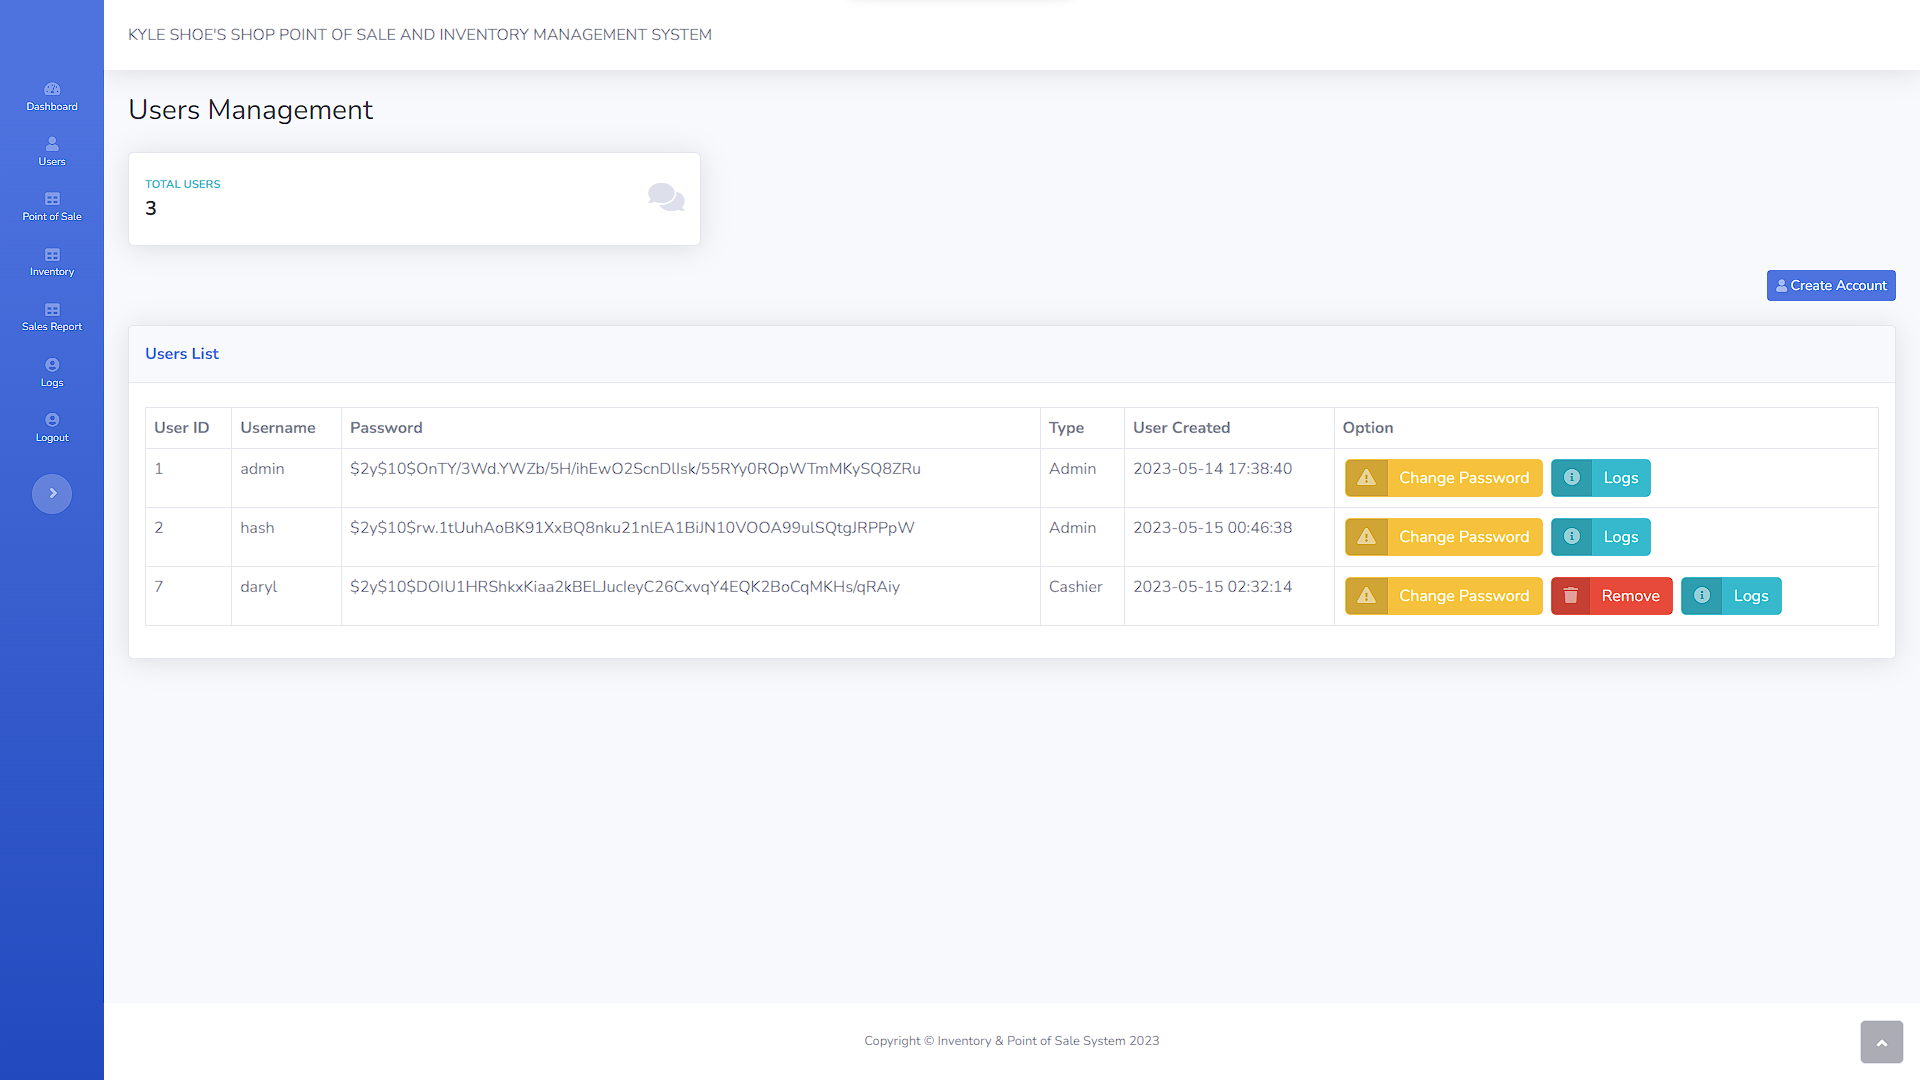 KYLE SHOE'S SHOP POINT OF SALE AND INVENTORY MANAGEMENT SYSTEM
Dashboard
Users
Point of Sale
Inventory
Sales Report
Logs
Logout
Users Management
TOTAL USERS
3
Create Account
Users List
User ID Username Password Type User Created Option
1 admin $2y$10$OnTY/3Wd.YWZb/5H/ihEwO2ScnDlIsk/55RYy0ROpWTmMKySQ8ZRu Admin 2023-05-14 17:38:40 Change Password Logs
2 hash $2y$10$rw.1tUuhAoBK91XxBQ8nku21nlEA1BiJN10VOOA99ulSQtgJRPPpW Admin 2023-05-15 00:46:38 Change Password Logs
7 daryl $2y$10$DOIU1HRShkxKiaa2kBELJucleyC26CxvqY4EQK2BoCqMKHs/qRAiy Cashier 2023-05-15 02:32:14 Change Password Remove Logs
Copyright © Inventory & Point of Sale System 2023